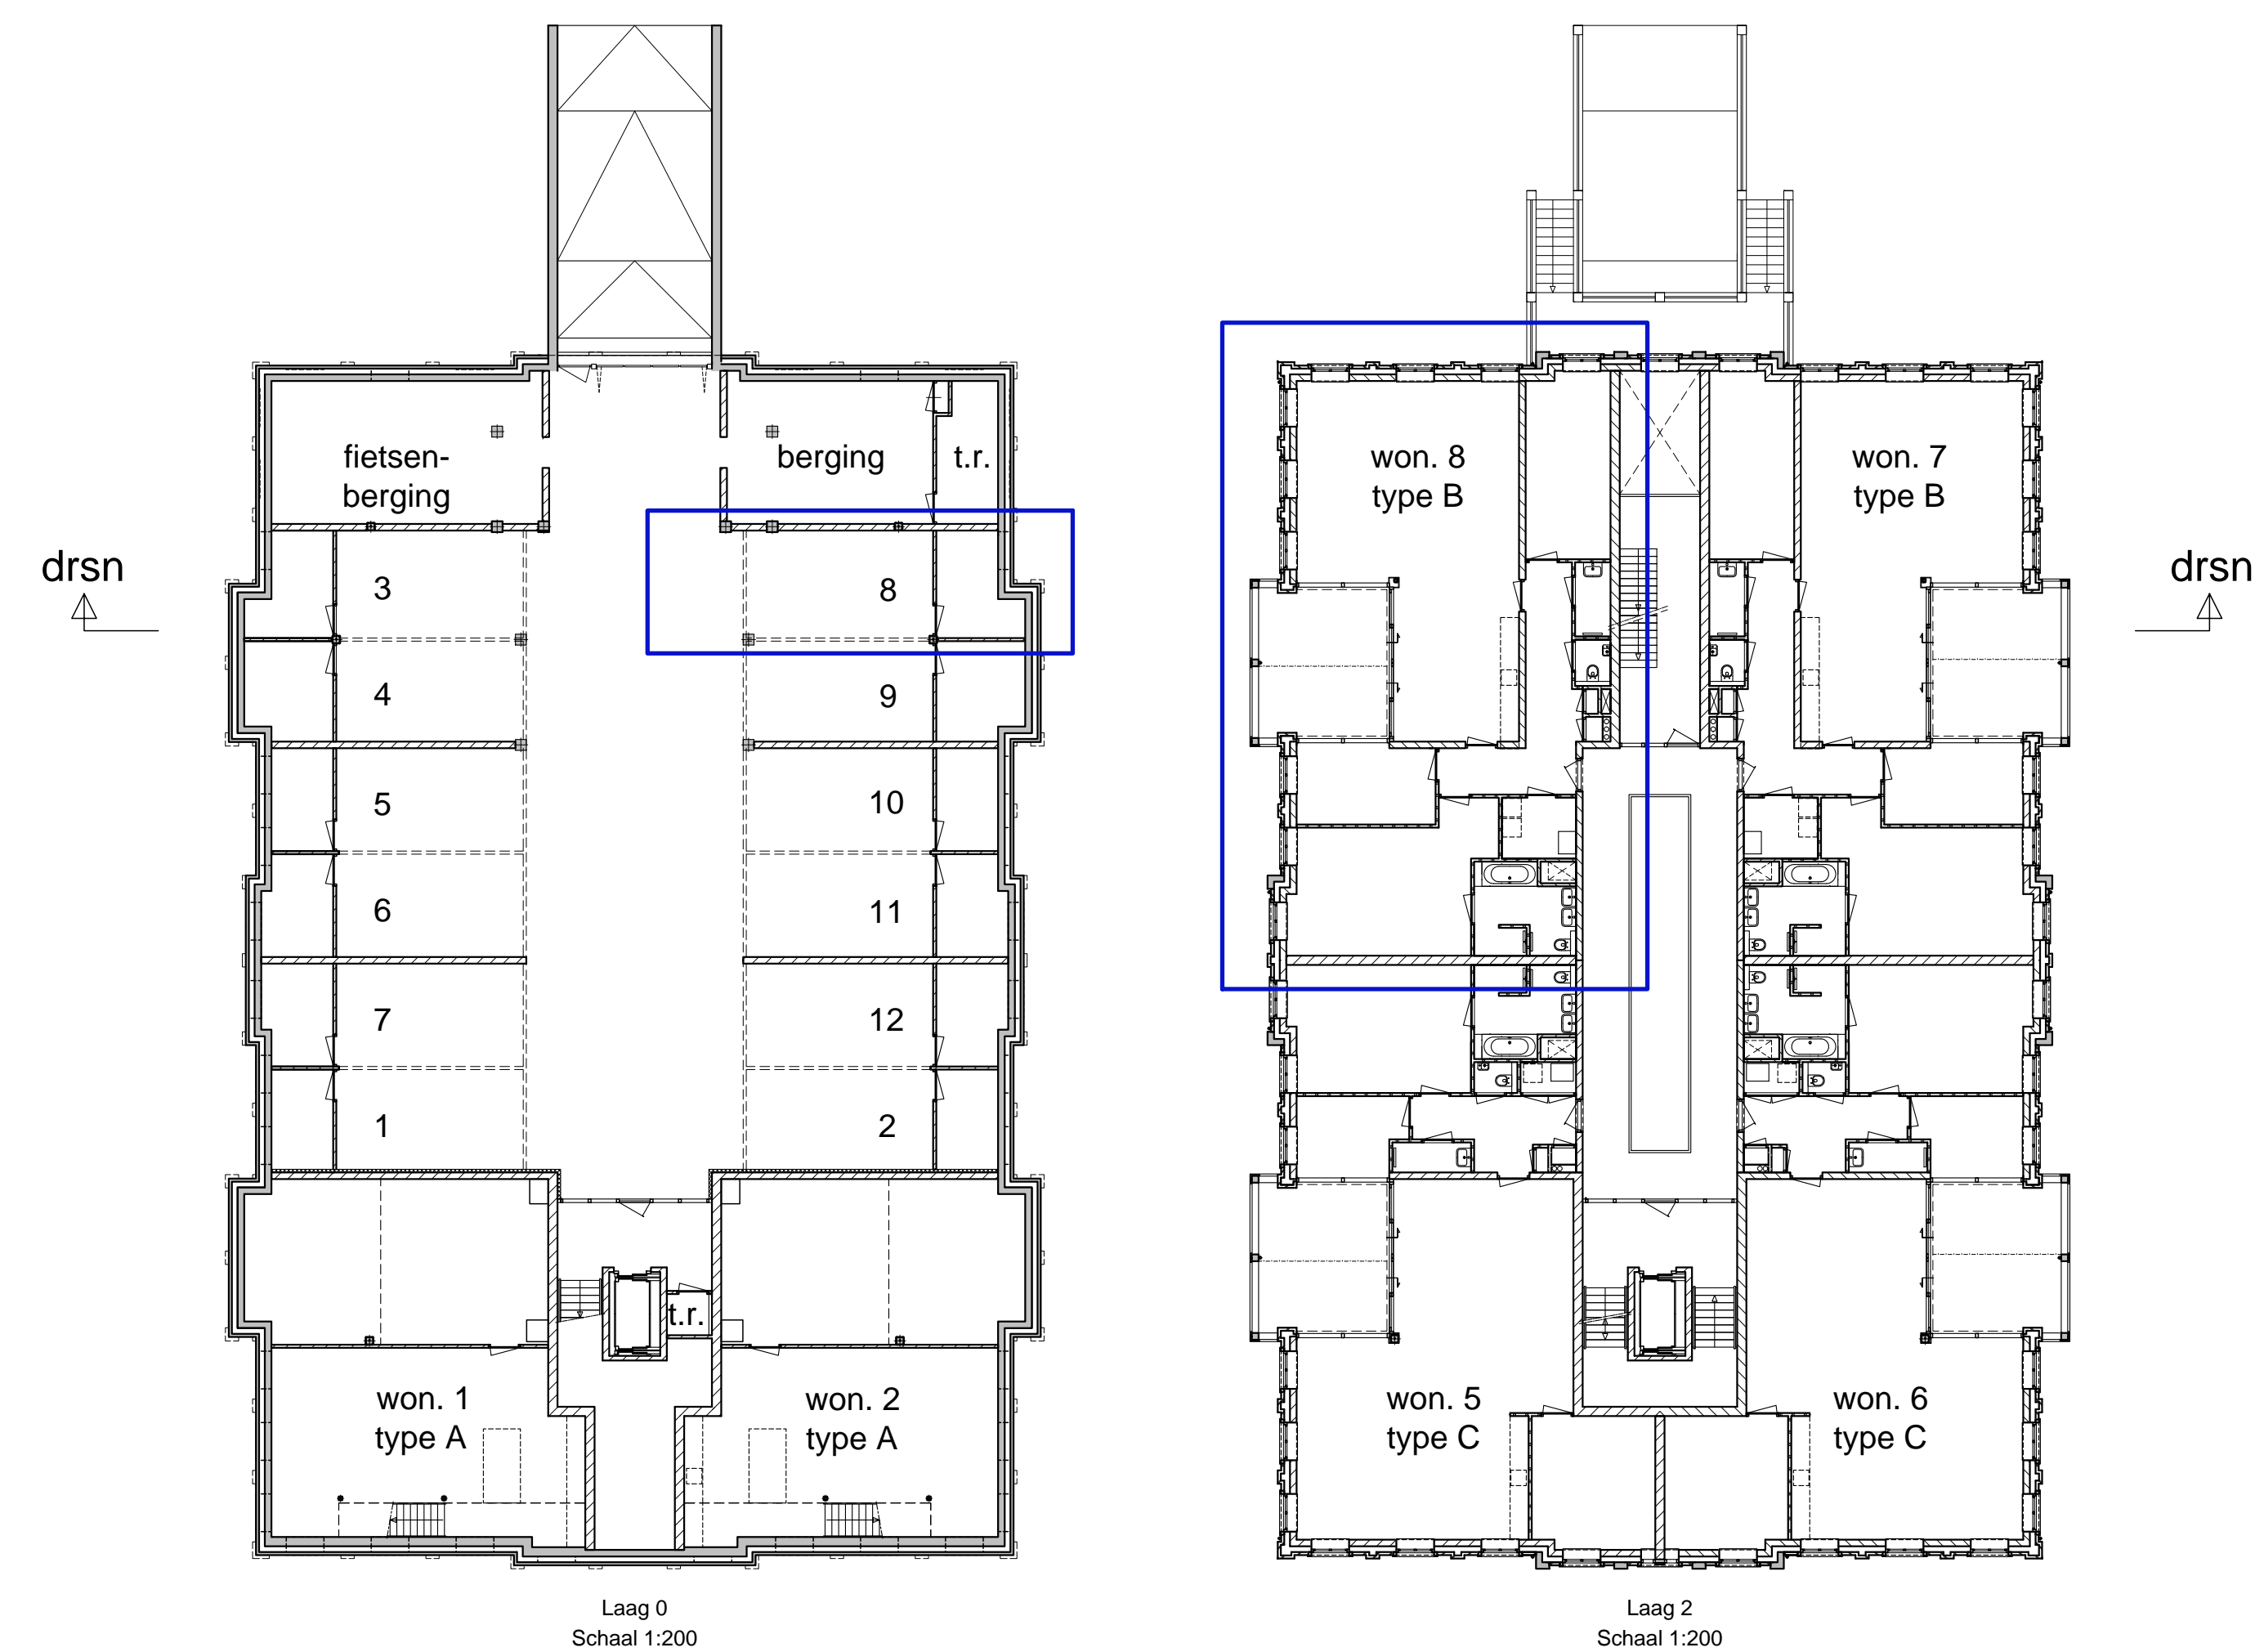 fietsen-
berging
berging
t.r.
drsn
3
8
4
9
5
10
6
11
7
12
1
2
t.r.
won. 1
type A
won. 2
type A
Laag 0
Schaal 1:200
won. 8
type B
won. 7
type B
drsn
won. 5
type C
won. 6
type C
Laag 2
Schaal 1:200